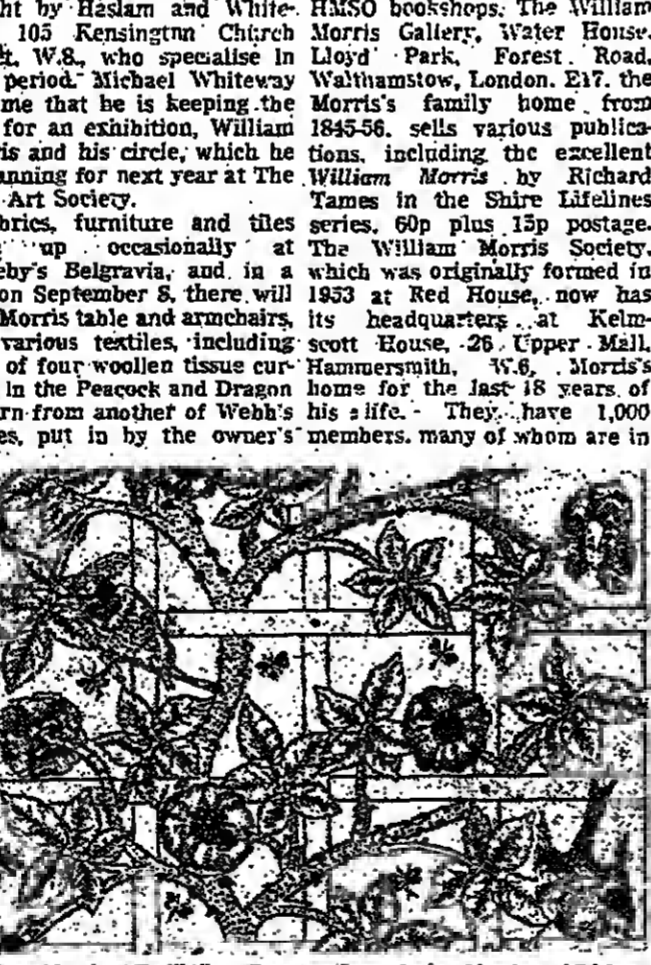 ht by Haslam and White-
103 Kensingtnn Church
t. W.8., who specialise in
period. Michael Whiteway
me that he is keeping the
for an exhibition, William
is and his circle, which he
anning for next year at The
Art Society.
brics, furniture and tiles
up occasionally at
eby's Belgravia, and in a
on September 8, there will
Morris table and armchairs,
various textiles, including
of four woollen tissue cur-
in the Peacock and Dragon
rn from another of Webb's
es, put in by the owner's
HMSO bookshops. The William
Morris Gallery, Water House,
Lloyd Park, Forest Road,
Walthamstow, London. E17. the
Morris's family home from
1845-56. sells various publica-
tions, including the excellent
William Morris by Richard
Tames in the Shire Lifelines
series. 60p plus 15p postage.
The William Morris Society,
which was originally formed in
1953 at Red House, now has
its headquarters at Kelm-
scott House, 26 Upper Mall,
Hammersmith, W.6, Morris's
home for the last 18 years of
his life. They have 1,000
members. many of whom are in